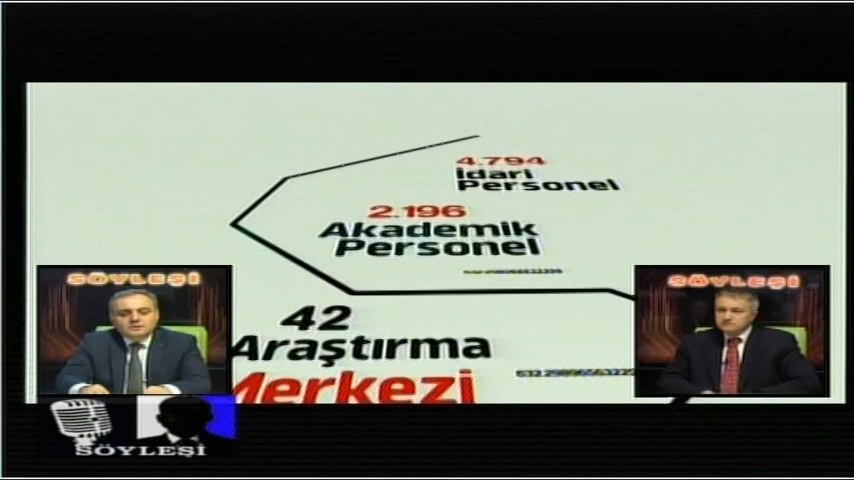 4.794
İdari
Personel
2.196
Akademik
Personel
SÖYLEŞİ
SÖYLEŞİ
42
Araştırma
Merkezi
SÖYLEŞİ